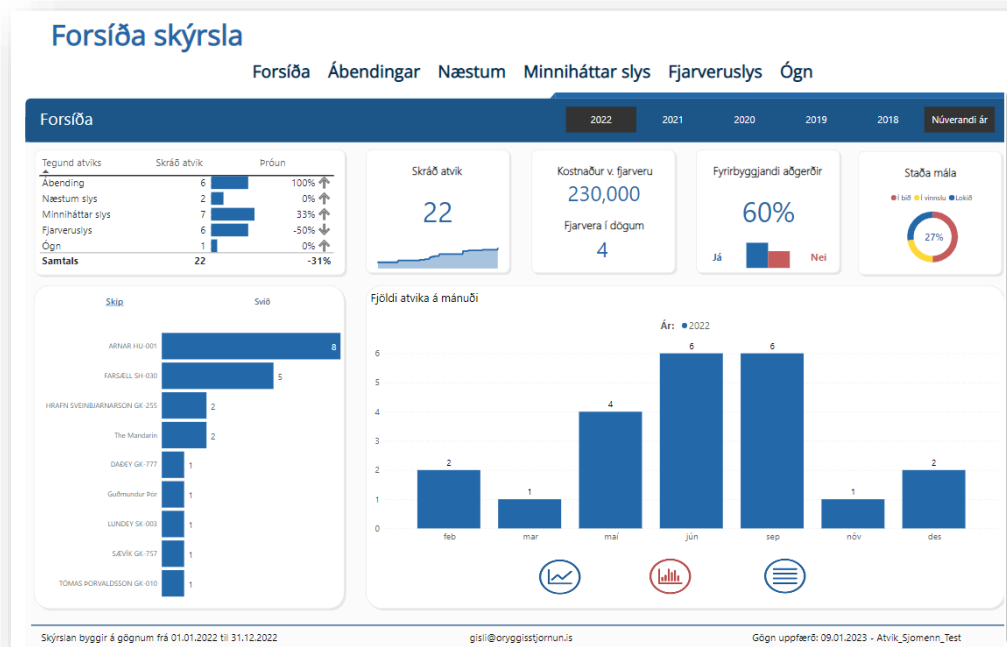 Forsíða skýrsla
Forsíða Ábendingar Næstum Minniháttar slys Fjarveruslys Ógn
Forsíða
2022 2021 2020 2019 2018 Núverandi ár
Tegund atviks Skráð atvik Þróun
Ábending 6 100%
Næstum slys 2 0%
Minniháttar slys 7 33%
Fjarveruslys 6 -50%
Ógn 1 0%
Samtals 22 -31%
Skráð atvik
22
Kostnaður v. fjarveru
230,000
Fjarvera í dögum
4
Fyrirbyggjandi aðgerðir
60%
Já Nei
Staða mála
Í bið Í vinnslu Lokið
27%
Skip Svið
ARNAR HU-001 8
FARSÆLL SH-030 5
HRAFN SVEINBJARNARSON GK-255 2
The Mandarin 2
DAÐEY GK-777 1
Guðmundur Þor 1
LUNDEY SK-003 1
SÆVÍK GK-757 1
TÓMAS ÞORVALDSSON GK-010 1
Fjöldi atvika á mánuði
Ár: 2022
6
5
4
3
2
1
0
2 1 4 6 6 1 2
feb mar maí jún sep nóv des
Skýrslan byggir á gögnum frá 01.01.2022 til 31.12.2022
gisli@oryggisstjornun.is
Gögn uppfærð: 09.01.2023 - Atvik_Sjomenn_Test